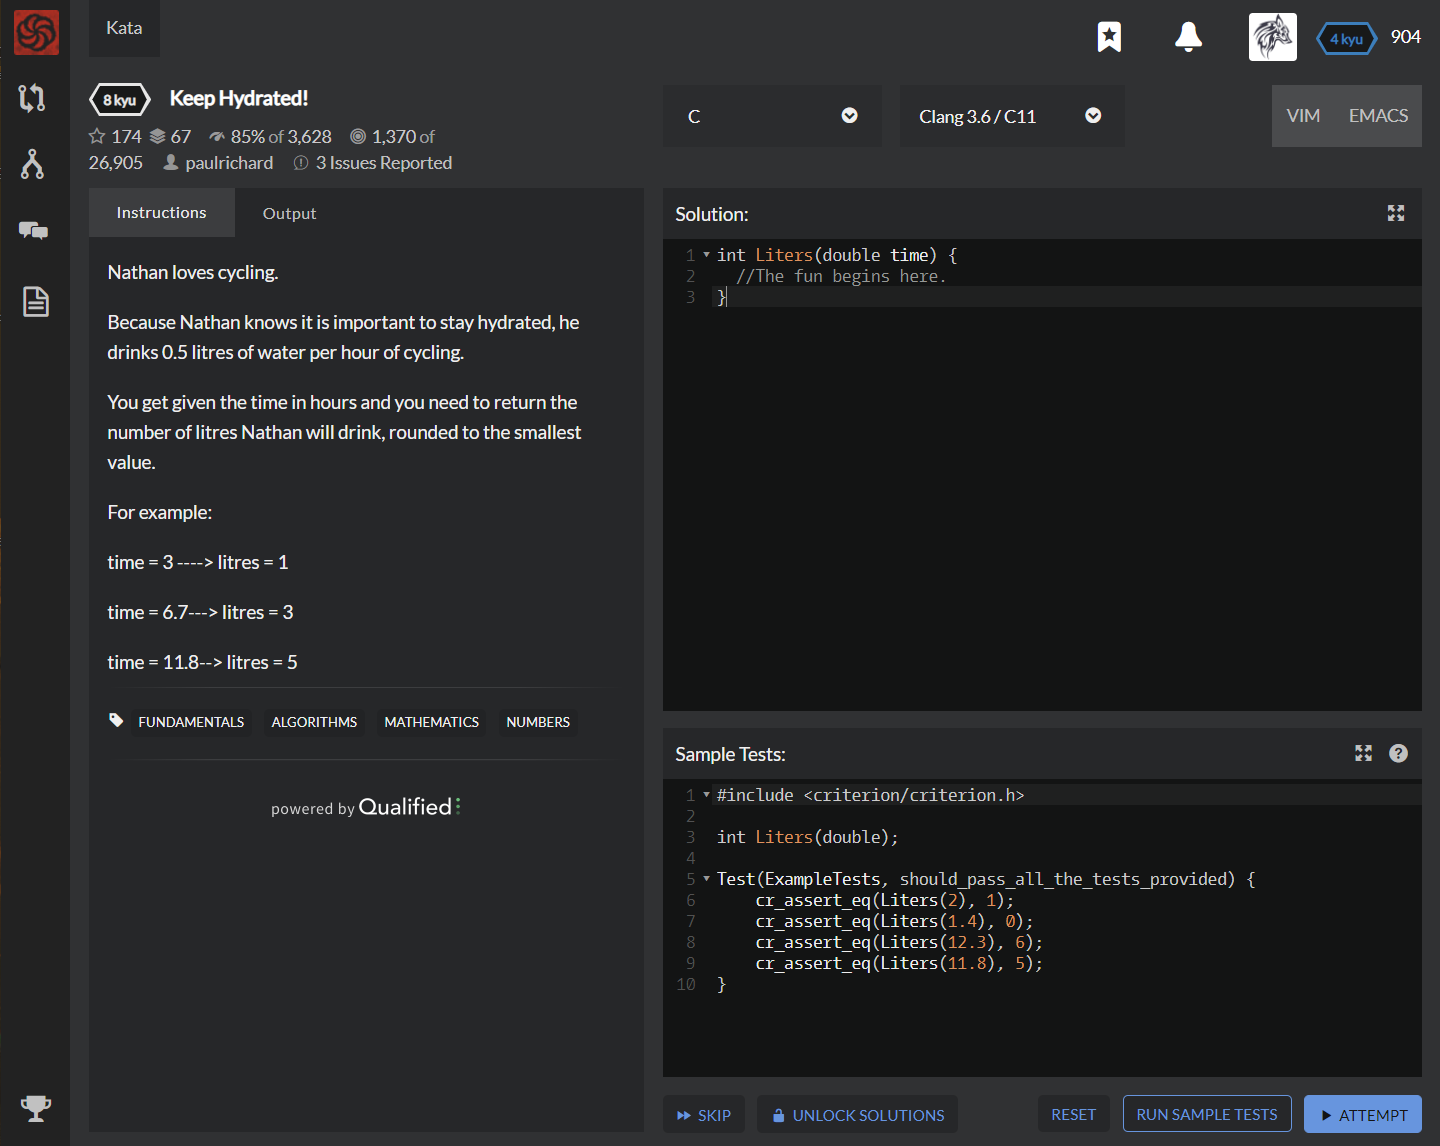 Kata
4 kyu 904
8 kyu Keep Hydrated!
174 67 85% of 3,628 1,370 of
26,905 paulrichard 3 Issues Reported
C
Clang 3.6 / C11
VIM EMACS
Instructions Output
Nathan loves cycling.
Because Nathan knows it is important to stay hydrated, he
drinks 0.5 litres of water per hour of cycling.
You get given the time in hours and you need to return the
number of litres Nathan will drink, rounded to the smallest
value.
For example:
time = 3 ----> litres = 1
time = 6.7---> litres = 3
time = 11.8--> litres = 5
FUNDAMENTALS ALGORITHMS MATHEMATICS NUMBERS
powered by Qualified
Solution:
1 int Liters(double time) {
2 //The fun begins here.
3 }
Sample Tests:
1 #include <criterion/criterion.h>
2
3 int Liters(double);
4
5 Test(ExampleTests, should_pass_all_the_tests_provided) {
6 cr_assert_eq(Liters(2), 1);
7 cr_assert_eq(Liters(1.4), 0);
8 cr_assert_eq(Liters(12.3), 6);
9 cr_assert_eq(Liters(11.8), 5);
10 }
SKIP UNLOCK SOLUTIONS RESET RUN SAMPLE TESTS ATTEMPT